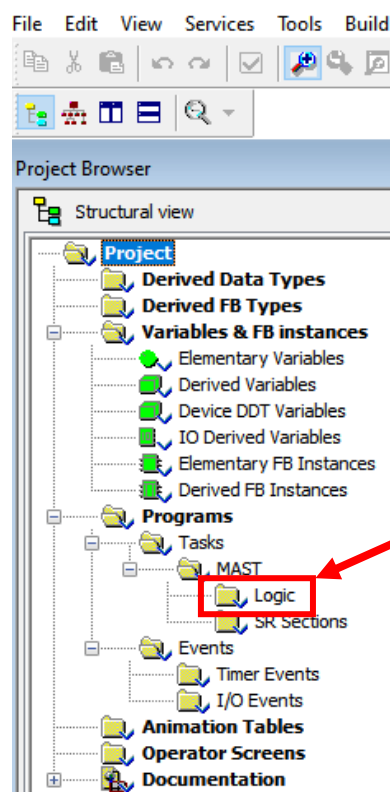 File Edit View Services Tools Build
Project Browser
Structural view
Project
Derived Data Types
Derived FB Types
Variables & FB instances
Elementary Variables
Derived Variables
Device DDT Variables
IO Derived Variables
Elementary FB Instances
Derived FB Instances
Programs
Tasks
MAST
Logic
SR Sections
Events
Timer Events
I/O Events
Animation Tables
Operator Screens
Documentation